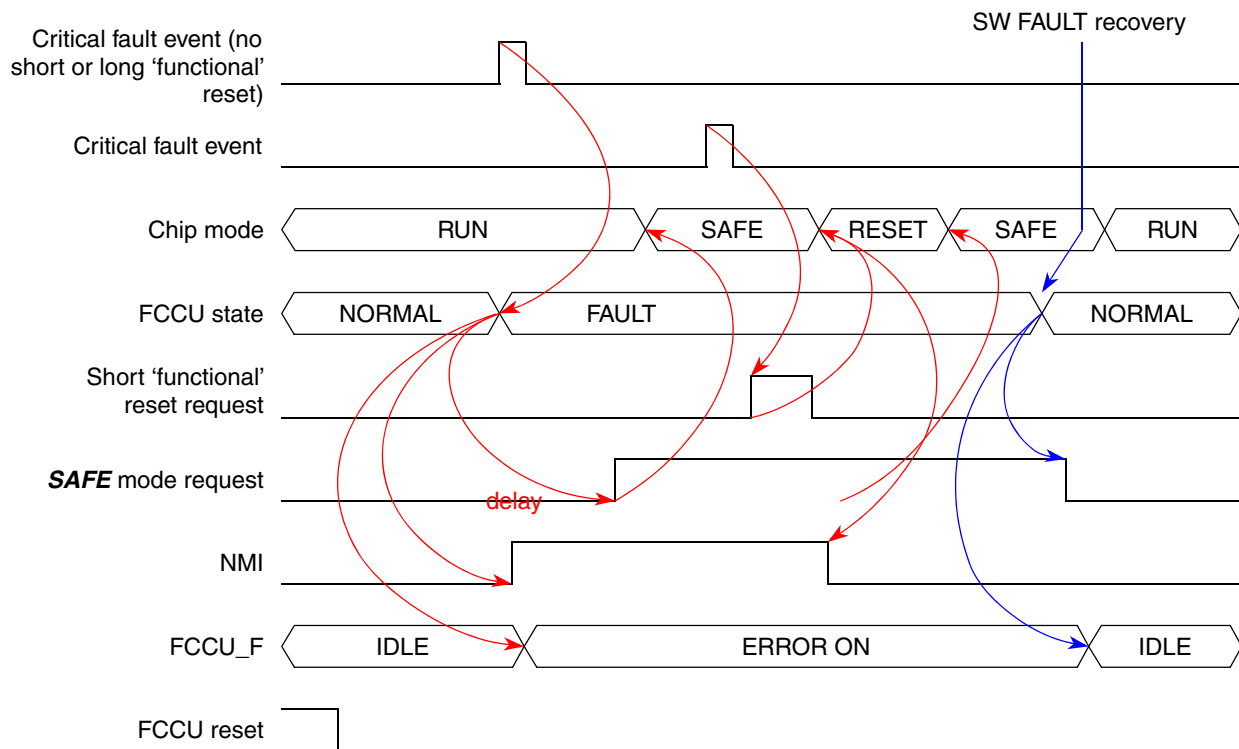 SW FAULT recovery
Critical fault event (no
short or long ‘functional’
reset)
Critical fault event
Chip mode
RUN
SAFE
RESET
SAFE
RUN
FCCU state
NORMAL
FAULT
NORMAL
Short ‘functional’
reset request
SAFE mode request
delay
NMI
FCCU_F
IDLE
ERROR ON
IDLE
FCCU reset